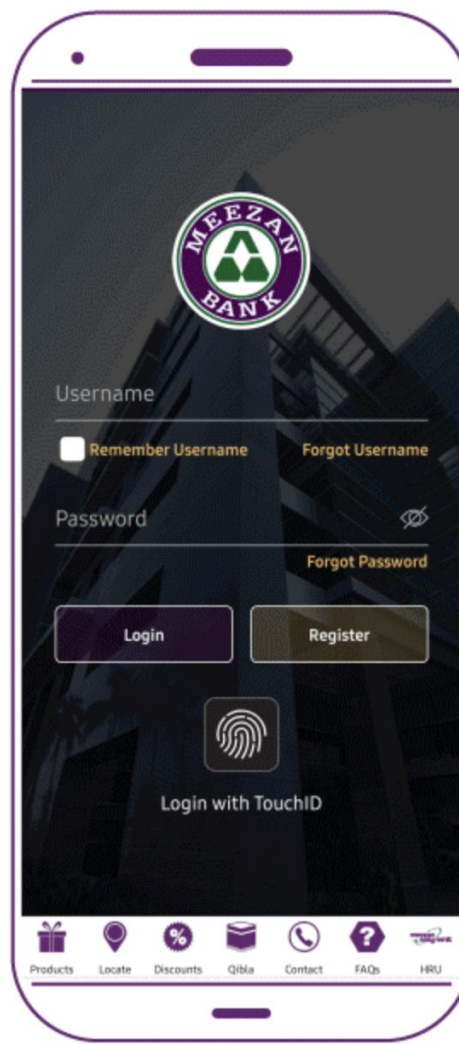 MEEZAN BANK
Username
Remember Username
Forgot Username
Password
Forgot Password
Login
Register
Login with TouchID
Products
Locate
Discounts
Qibla
Contact
FAQs
HRU